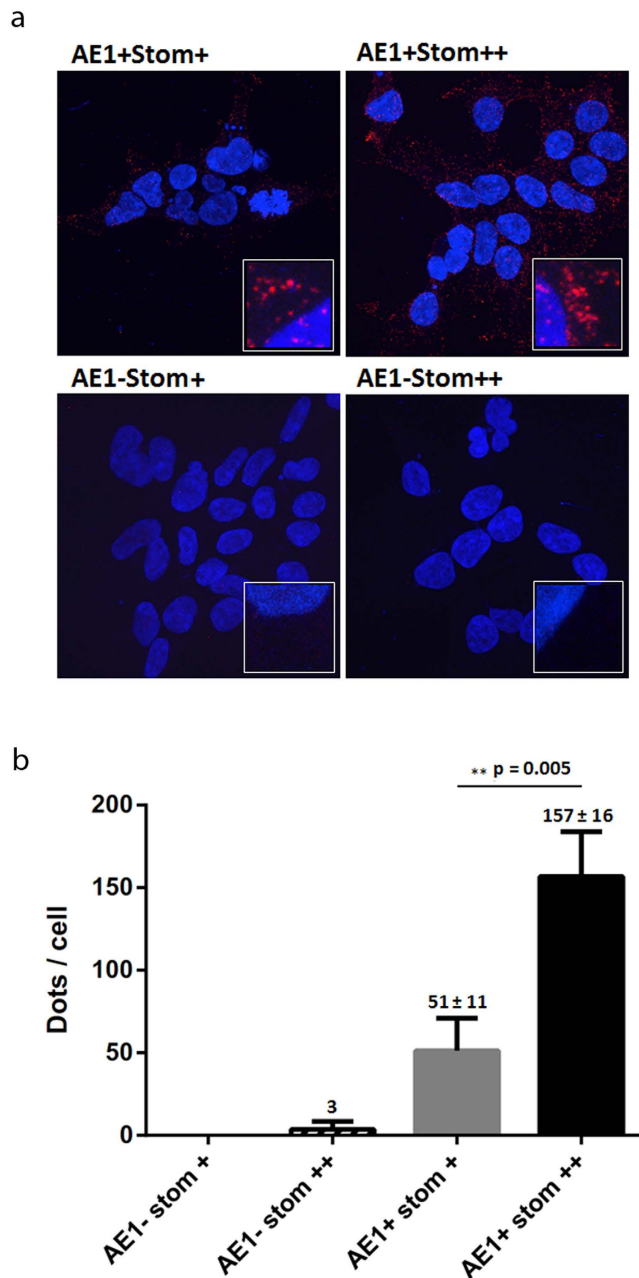 a
AE1+Stom+ AE1+Stom++
AE1-Stom+ AE1-Stom++
b
** p = 0.005
200
150
100
50
0
Dots / cell
3
51 ± 11
157 ± 16
AE1- stom +
AE1- stom ++
AE1+ stom +
AE1+ stom ++